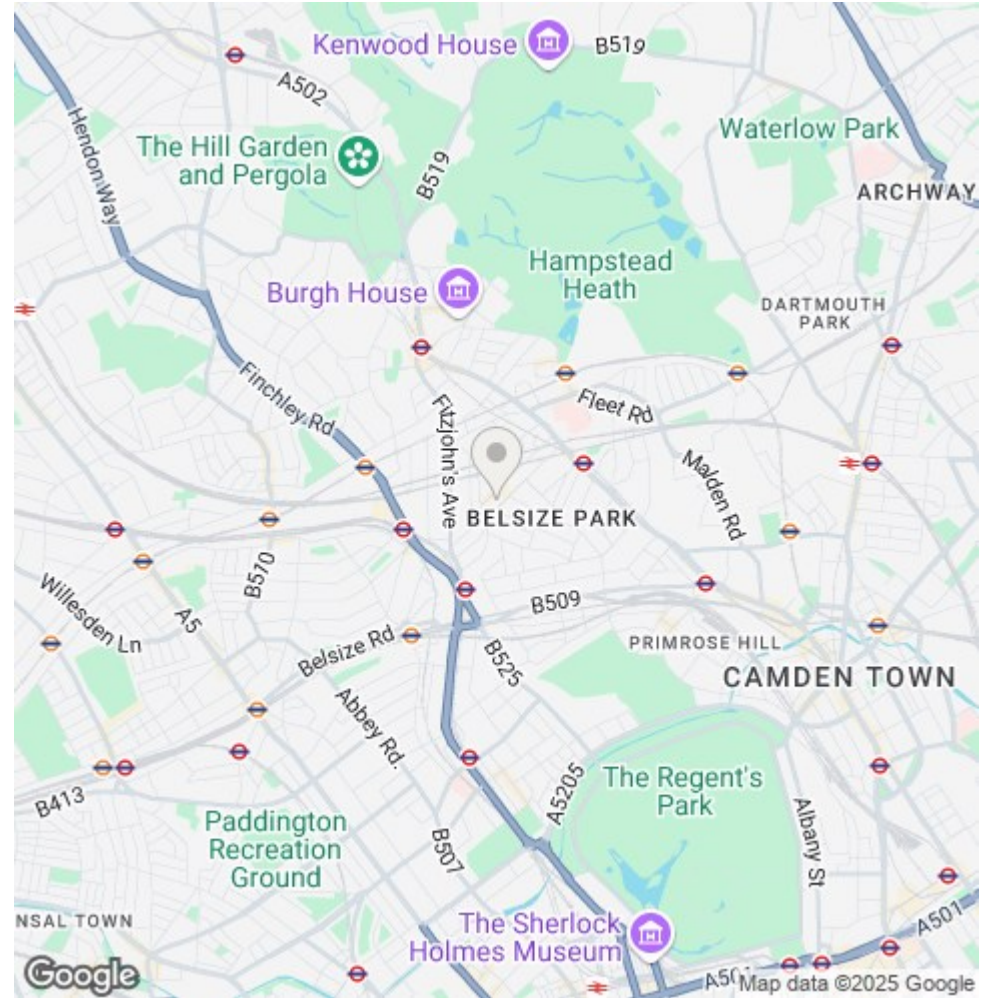 Kenwood House
B519
A502
Hendon Way
The Hill Garden
and Pergola
B519
Waterlow Park
ARCHWAY
Hampstead
Heath
Burgh House
DARTMOUTH
PARK
Finchley Rd
Fitzjohn's Ave
Fleet Rd
Malden Rd
BELSIZE PARK
B510
Willesden Ln
A5
B509
Belsize Rd
PRIMROSE HILL
B525
CAMDEN TOWN
Abbey Rd.
The Regent's
Park
A5205
B413
Albany St
Paddington
Recreation
Ground
B507
NSAL TOWN
The Sherlock
Holmes Museum
A501
A501
Google
Map data ©2025 Google